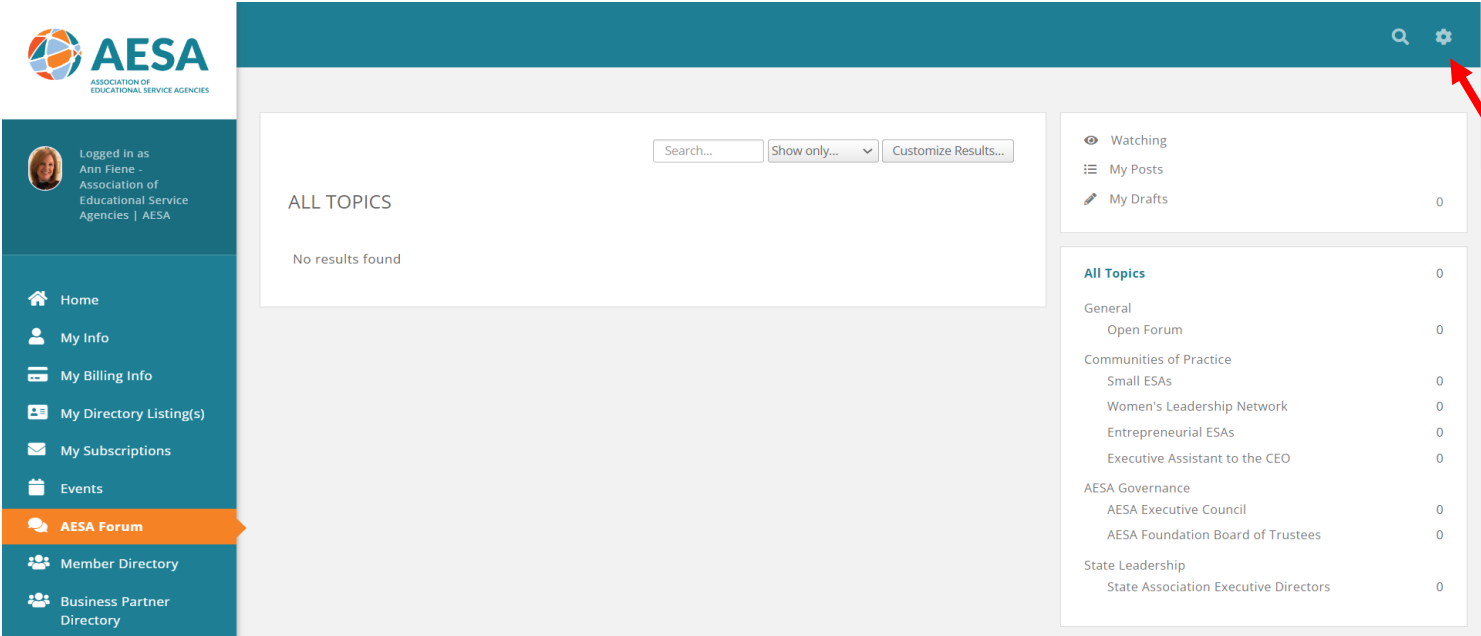 AESA
ASSOCIATION OF
EDUCATIONAL SERVICE AGENCIES
Logged in as
Ann Fiene -
Association of
Educational Service
Agencies | AESA
Home
My Info
My Billing Info
My Directory Listing(s)
My Subscriptions
Events
AESA Forum
Member Directory
Business Partner
Directory
Search... Show only... Customize Results...
ALL TOPICS
No results found
Watching
My Posts
My Drafts 0
All Topics 0
General
Open Forum 0
Communities of Practice
Small ESAs 0
Women's Leadership Network 0
Entrepreneurial ESAs 0
Executive Assistant to the CEO 0
AESA Governance
AESA Executive Council 0
AESA Foundation Board of Trustees 0
State Leadership
State Association Executive Directors 0